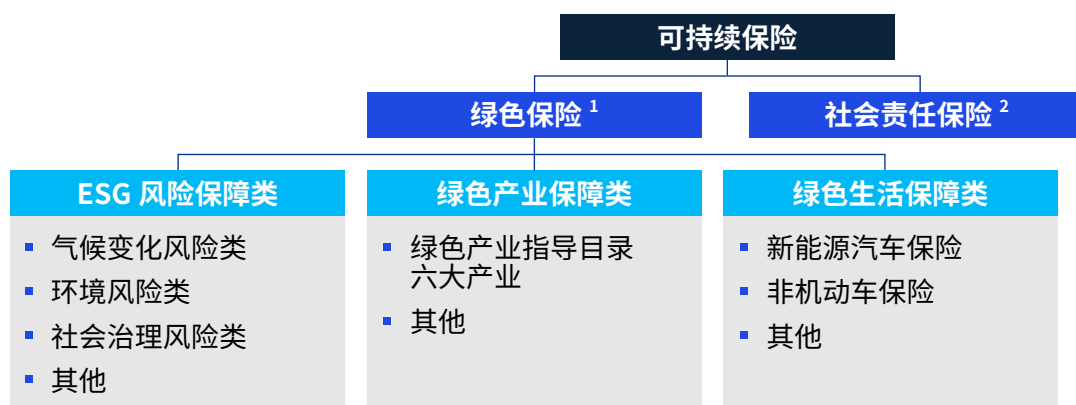 可持续保险
绿色保险 1
社会责任保险 2
ESG 风险保障类
气候变化风险类
环境风险类
社会治理风险类
其他
绿色产业保障类
绿色产业指导目录
六大产业
其他
绿色生活保障类
新能源汽车保险
非机动车保险
其他